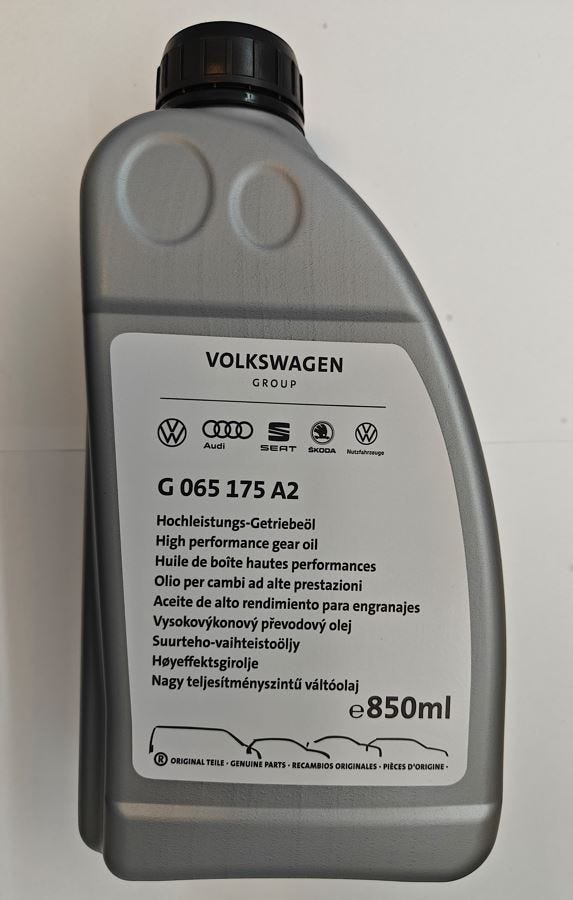 VOLKSWAGEN
GROUP
Audi SEAT ŠKODA Nutzfahrzeuge
G 065 175 A2
Hochleistungs-Getriebeöl
High performance gear oil
Huile de boîte hautes performances
Olio per cambi ad alte prestazioni
Aceite de alto rendimiento para engranajes
Vysokovýkonový převodový olej
Suurteho-vaihteistoöljy
Høyeffektsgirolje
Nagy teljesítményszintű váltóolaj
℮850ml
® ORIGINAL TEILE · GENUINE PARTS · RECAMBIOS ORIGINALES · PIÈCES D'ORIGINE ·